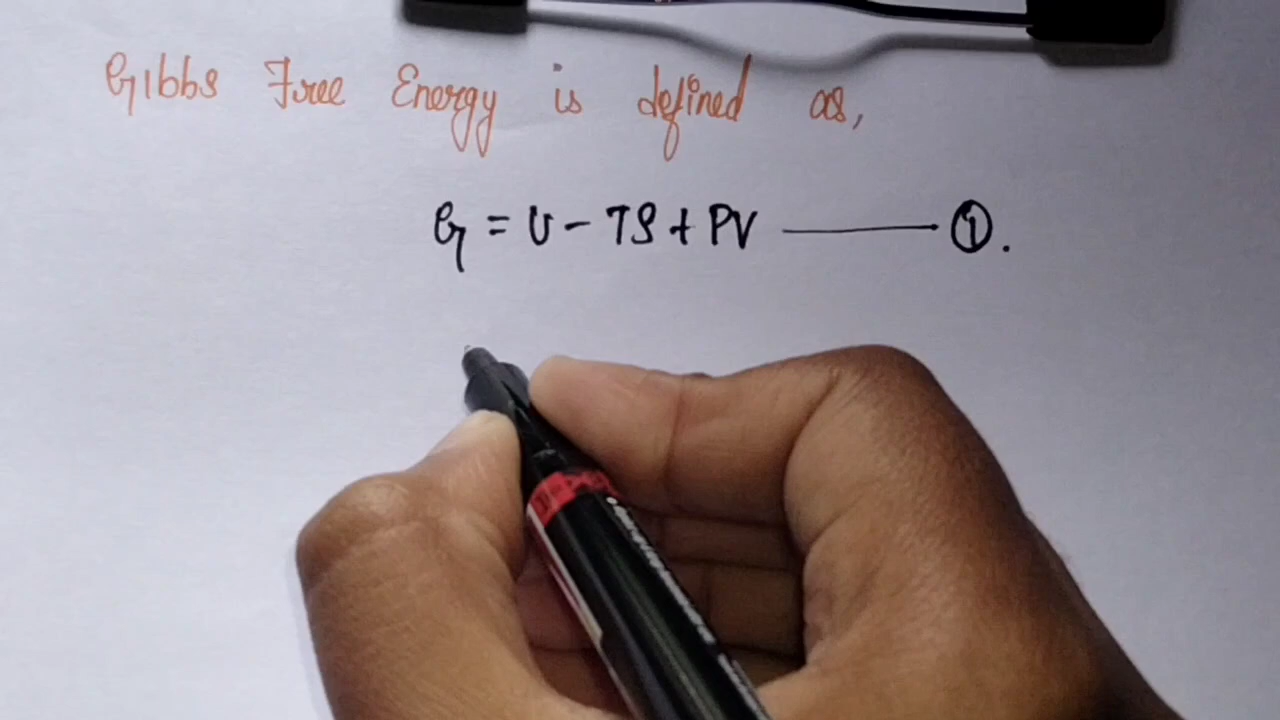 Gibbs Free Energy is defined as,
G = U - TS + PV ——— ①.